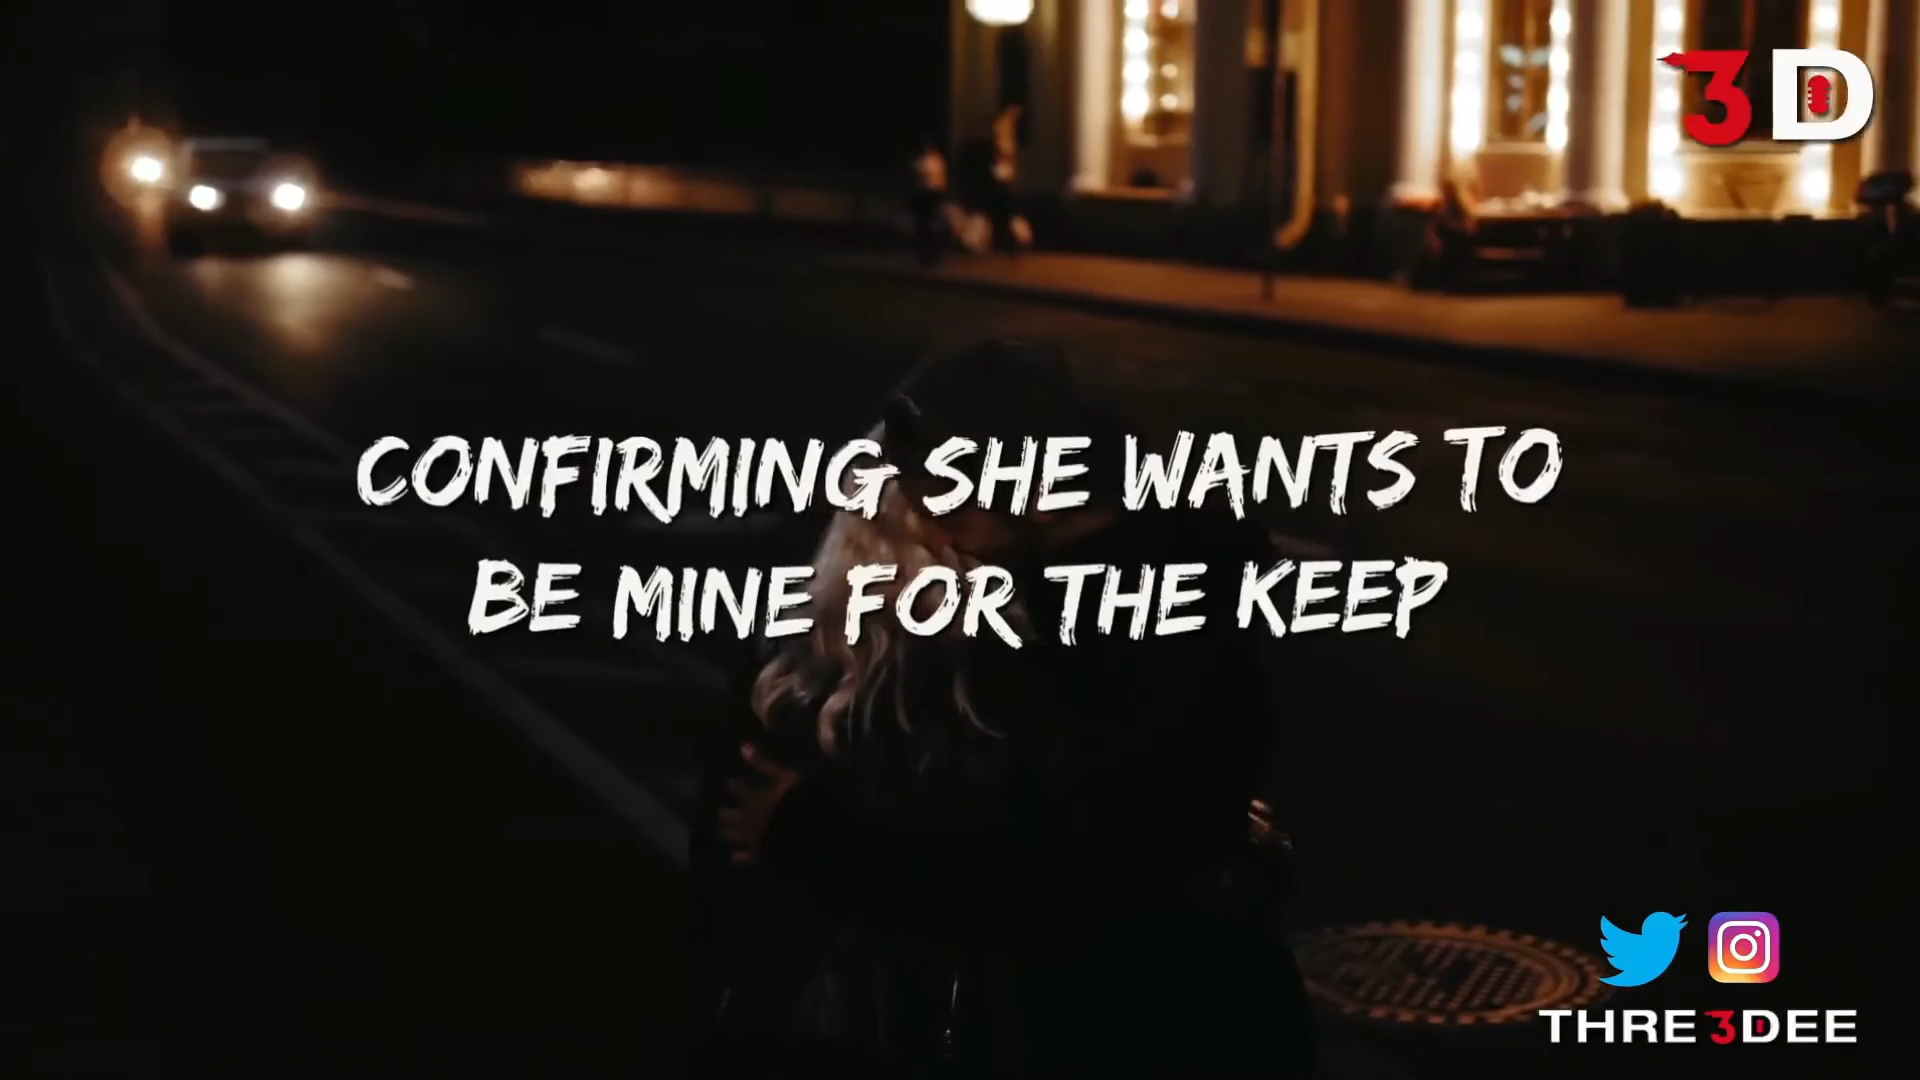 3D
CONFIRMING SHE WANTS TO
BE MINE FOR THE KEEP
THRE3DEE